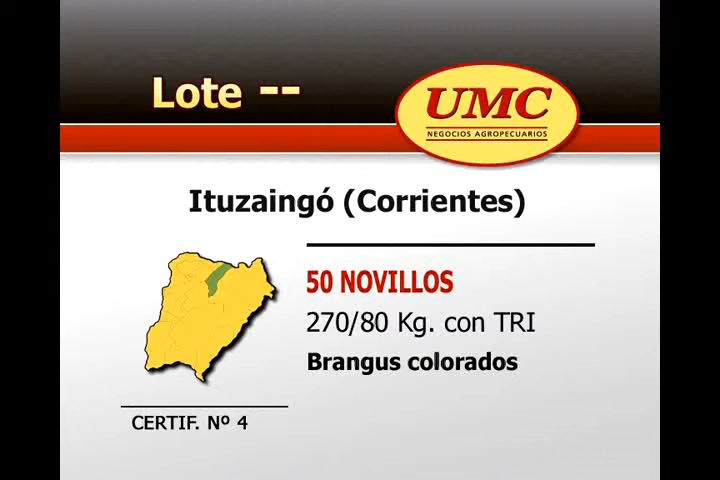 Lote --
UMC
NEGOCIOS AGROPECUARIOS
Ituzaingó (Corrientes)
50 NOVILLOS
270/80 Kg. con TRI
Brangus colorados
CERTIF. Nº 4